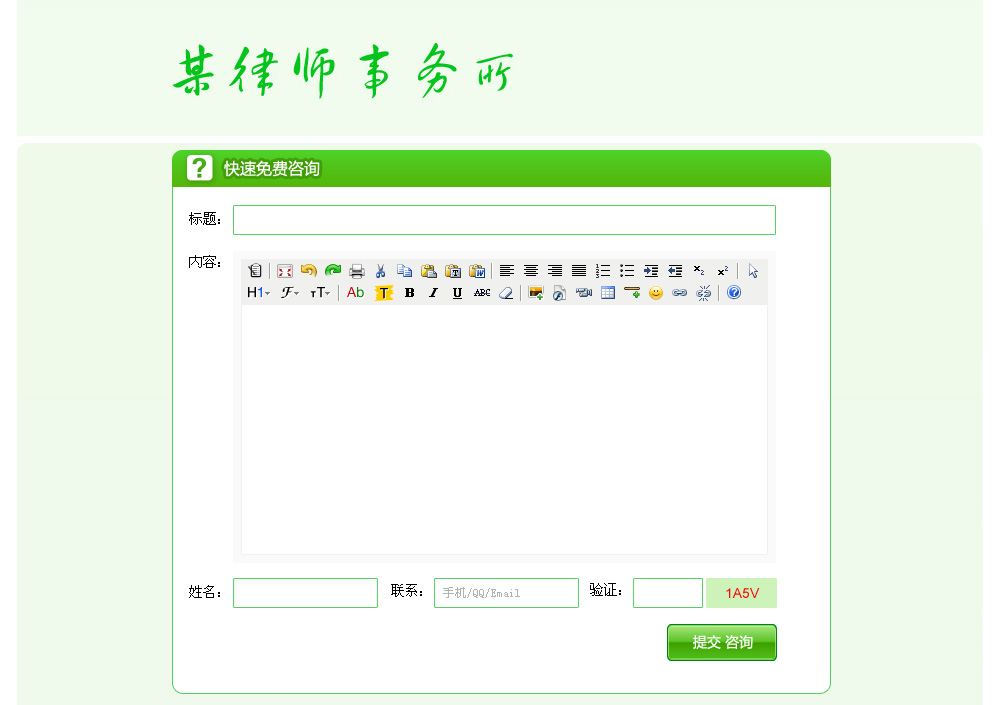 某律师事务所
? 快速免费咨询
标题：
内容：
H1 F TT Ab T B I U ABC
姓名： 联系： 手机/QQ/Email 验证： 1A5V
提交 咨询